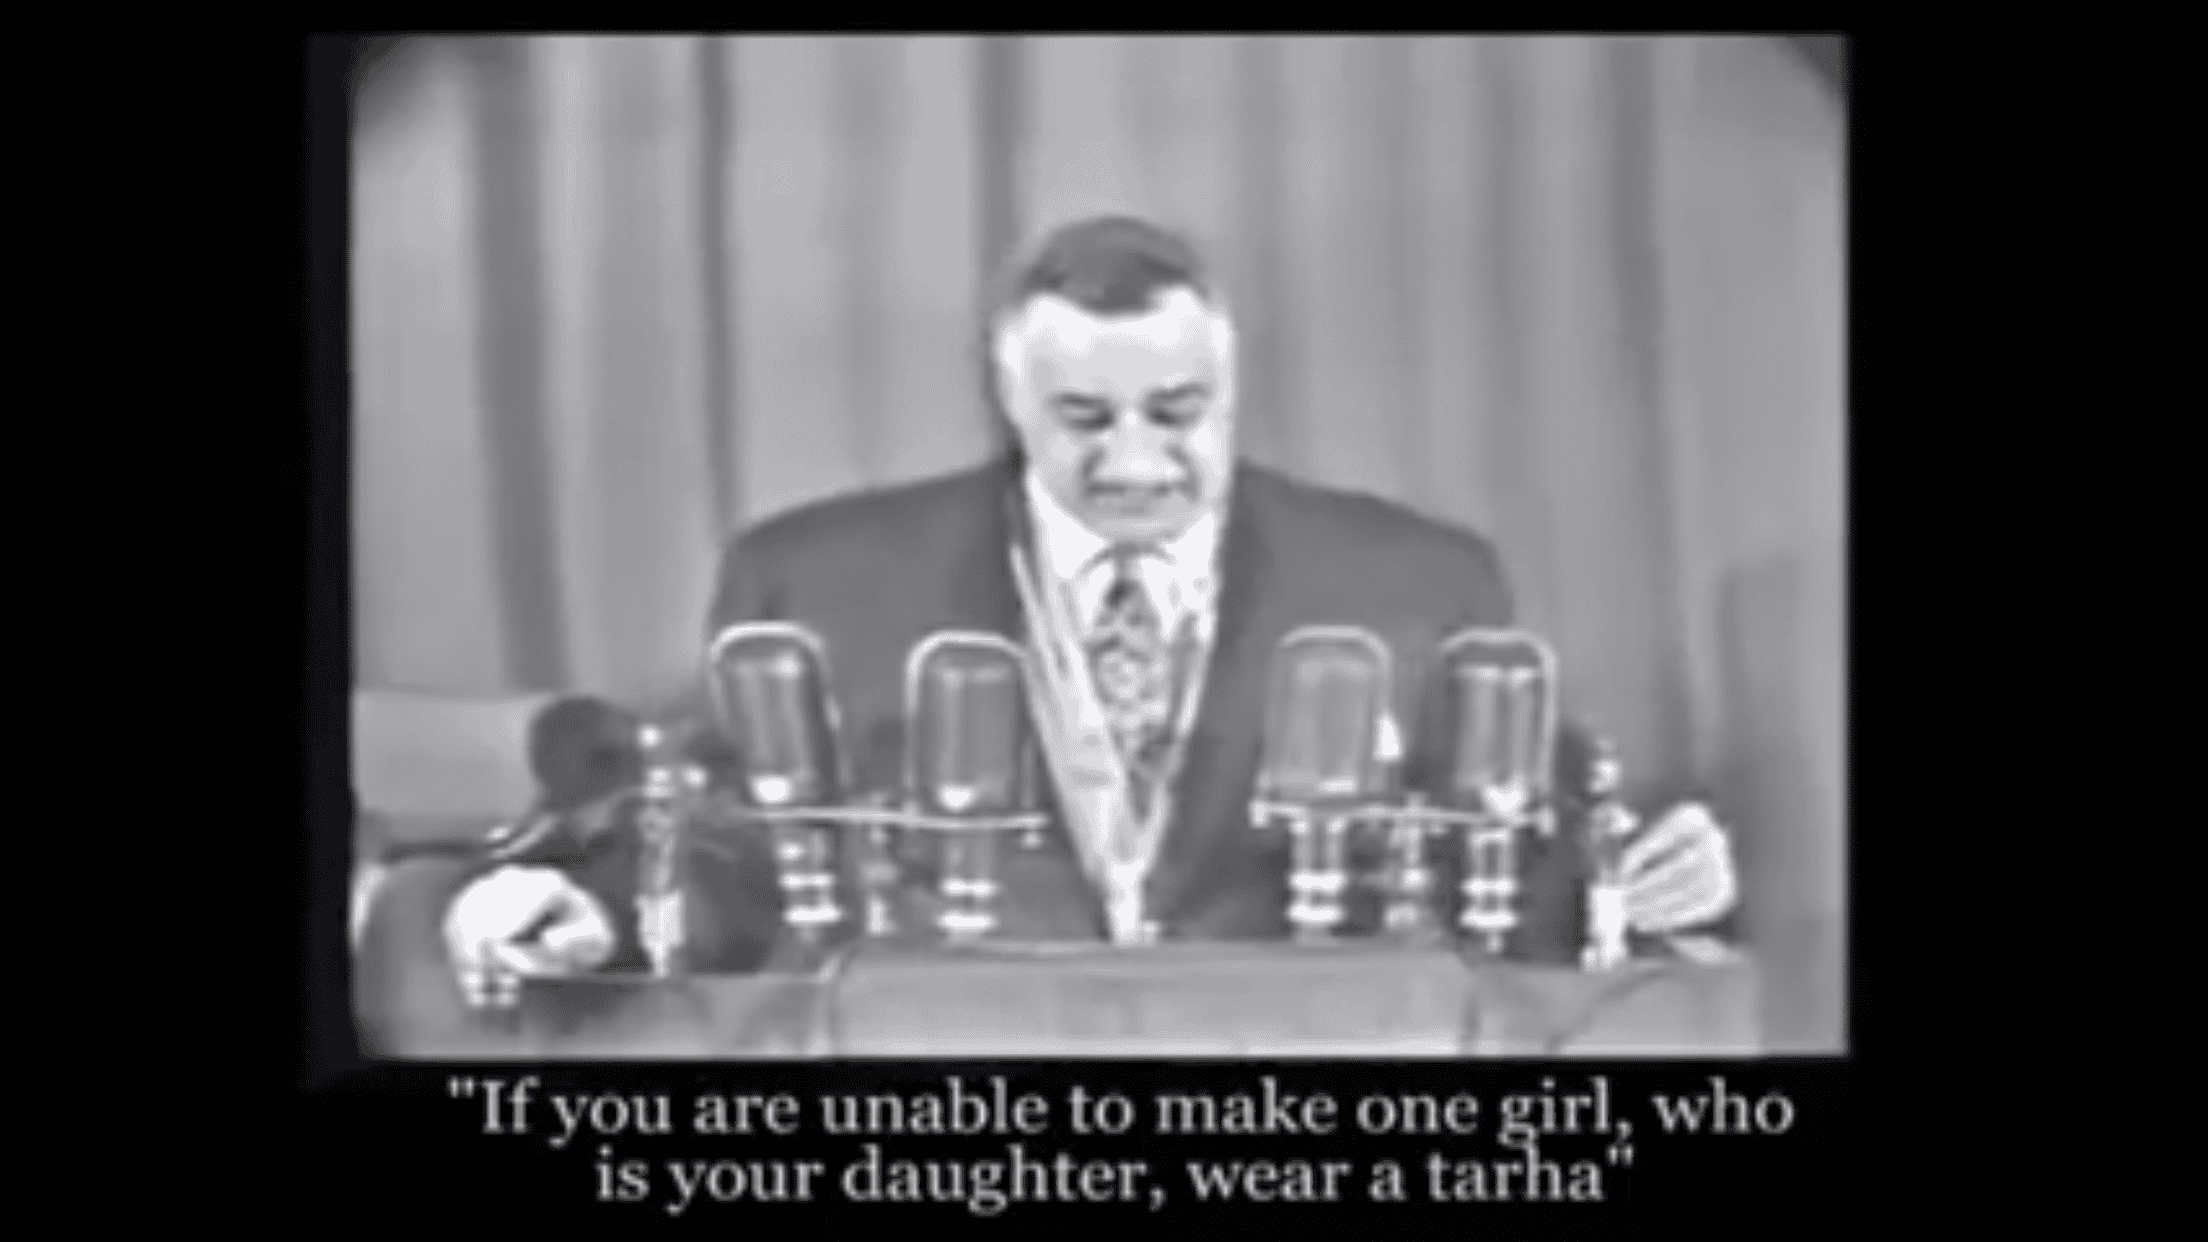 "If you are unable to make one girl, who
is your daughter, wear a tarha"